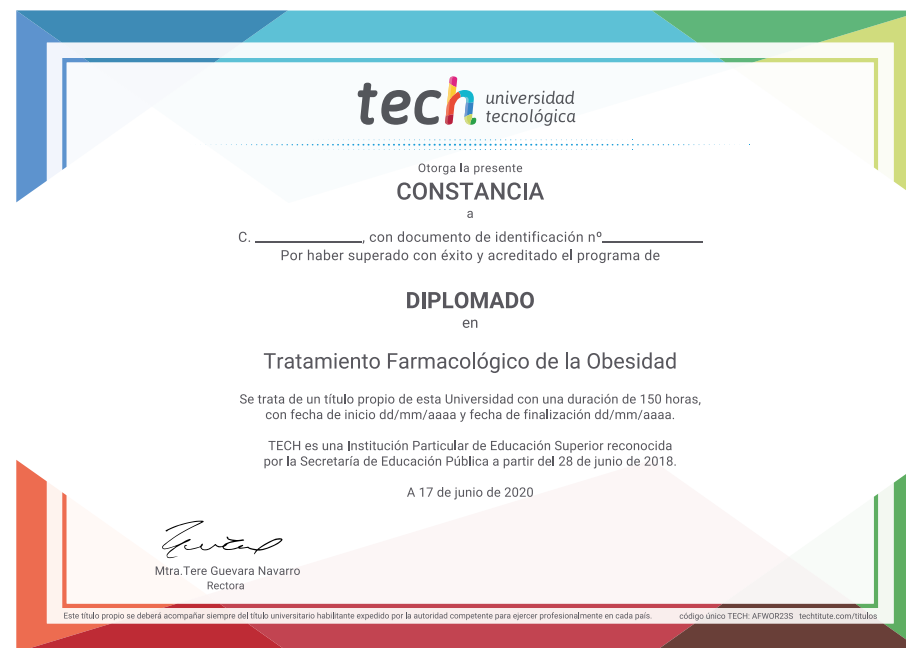 tech universidad
tecnológica
Otorga la presente
CONSTANCIA
a
C. ____________, con documento de identificación nº____________
Por haber superado con éxito y acreditado el programa de
DIPLOMADO
en
Tratamiento Farmacológico de la Obesidad
Se trata de un título propio de esta Universidad con una duración de 150 horas,
con fecha de inicio dd/mm/aaaa y fecha de finalización dd/mm/aaaa.
TECH es una Institución Particular de Educación Superior reconocida
por la Secretaría de Educación Pública a partir del 28 de junio de 2018.
A 17 de junio de 2020
Mtra.Tere Guevara Navarro
Rectora
Este título propio se deberá acompañar siempre del título universitario habilitante expedido por la autoridad competente para ejercer profesionalmente en cada país. código único TECH: AFWOR23S techtitute.com/titulos